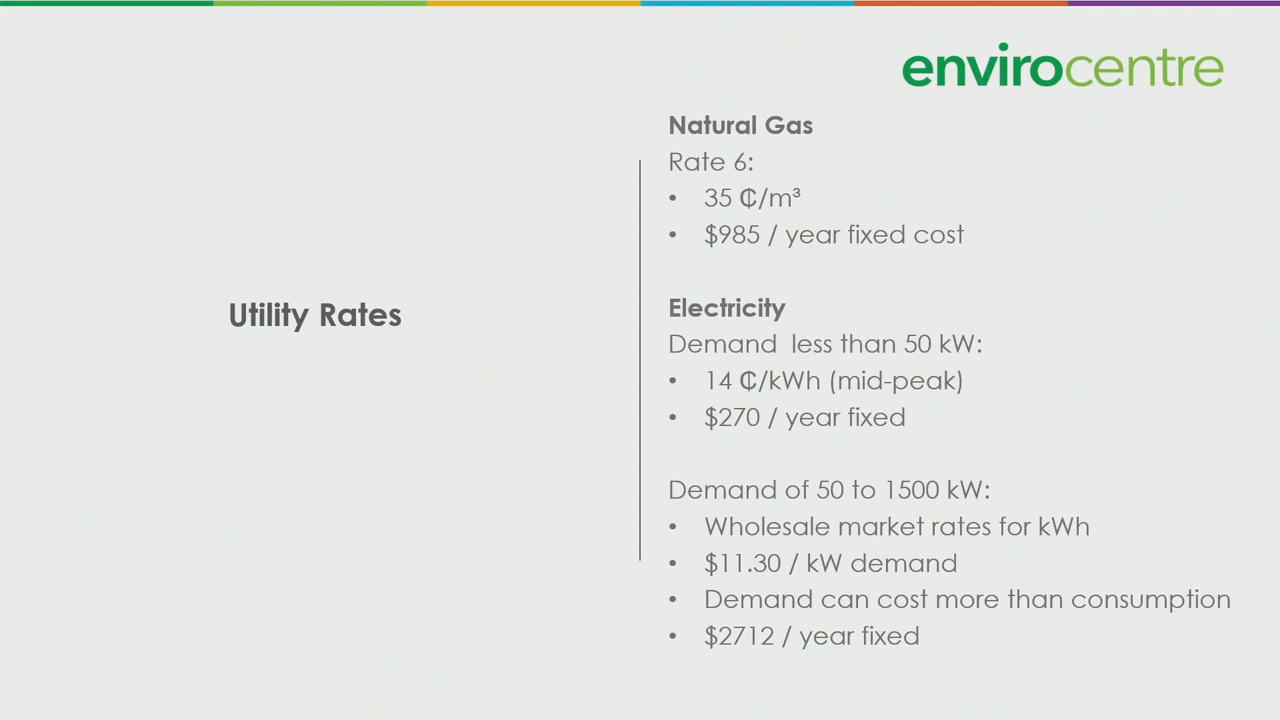 envirocentre
Natural Gas
Rate 6:
• 35 ₵/m³
• $985 / year fixed cost
Utility Rates
Electricity
Demand less than 50 kW:
• 14 ₵/kWh (mid-peak)
• $270 / year fixed
Demand of 50 to 1500 kW:
• Wholesale market rates for kWh
• $11.30 / kW demand
• Demand can cost more than consumption
• $2712 / year fixed